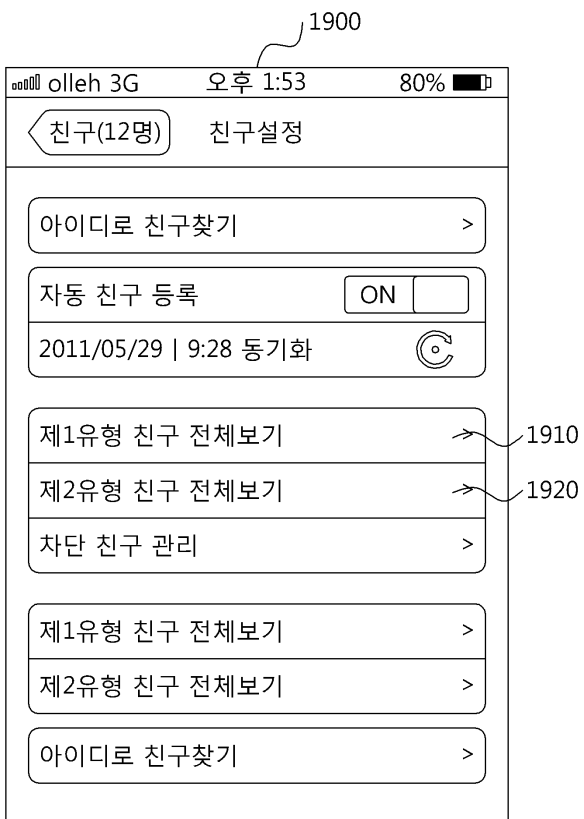 1900
olleh 3G 오후 1:53 80%
친구(12명) 친구설정
아이디로 친구찾기 >
자동 친구 등록 ON
2011/05/29 | 9:28 동기화
제1유형 친구 전체보기 > 1910
제2유형 친구 전체보기 > 1920
차단 친구 관리 >
제1유형 친구 전체보기 >
제2유형 친구 전체보기 >
아이디로 친구찾기 >